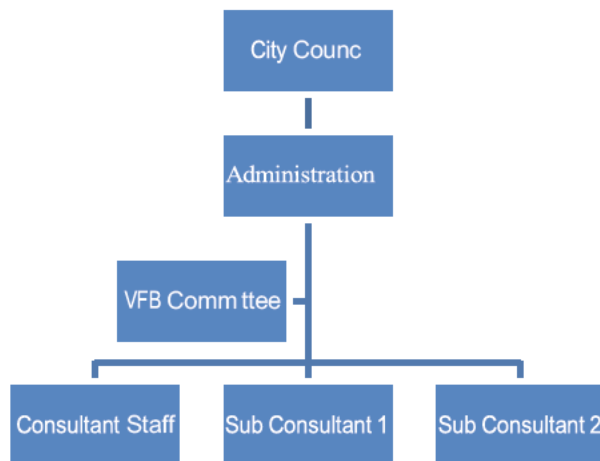 City Counc
Administration
VFB Comm ttee
Consultant Staff
Sub Consultant 1
Sub Consultant 2